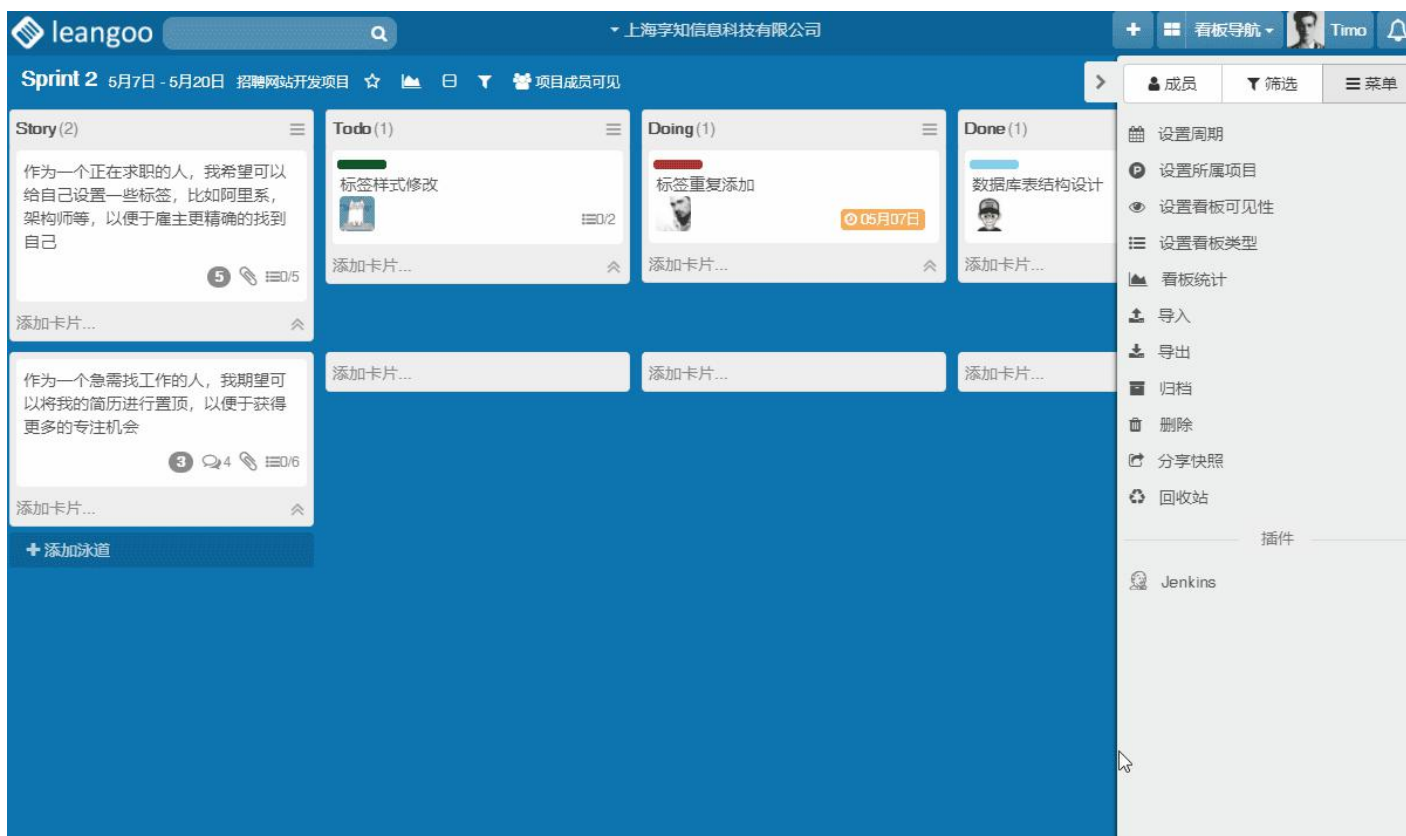 leangoo
上海享知信息科技有限公司
看板导航
Timo
Sprint 2 5月7日 - 5月20日 招聘网站开发项目 项目成员可见
成员
筛选
菜单
Story(2)
作为一个正在求职的人，我希望可以
给自己设置一些标签，比如阿里系，
架构师等，以便于雇主更精确的找到
自己
5 0/5
添加卡片...
Todo(1)
标签样式修改
0/2
添加卡片...
Doing(1)
标签重复添加
05月07日
添加卡片...
Done(1)
数据库表结构设计
添加卡片...
作为一个急需找工作的人，我期望可
以将我的简历进行置顶，以便于获得
更多的专注机会
3 4 0/6
添加卡片...
添加卡片...
添加卡片...
添加卡片...
添加泳道
设置周期
设置所属项目
设置看板可见性
设置看板类型
看板统计
导入
导出
归档
删除
分享快照
回收站
插件
Jenkins